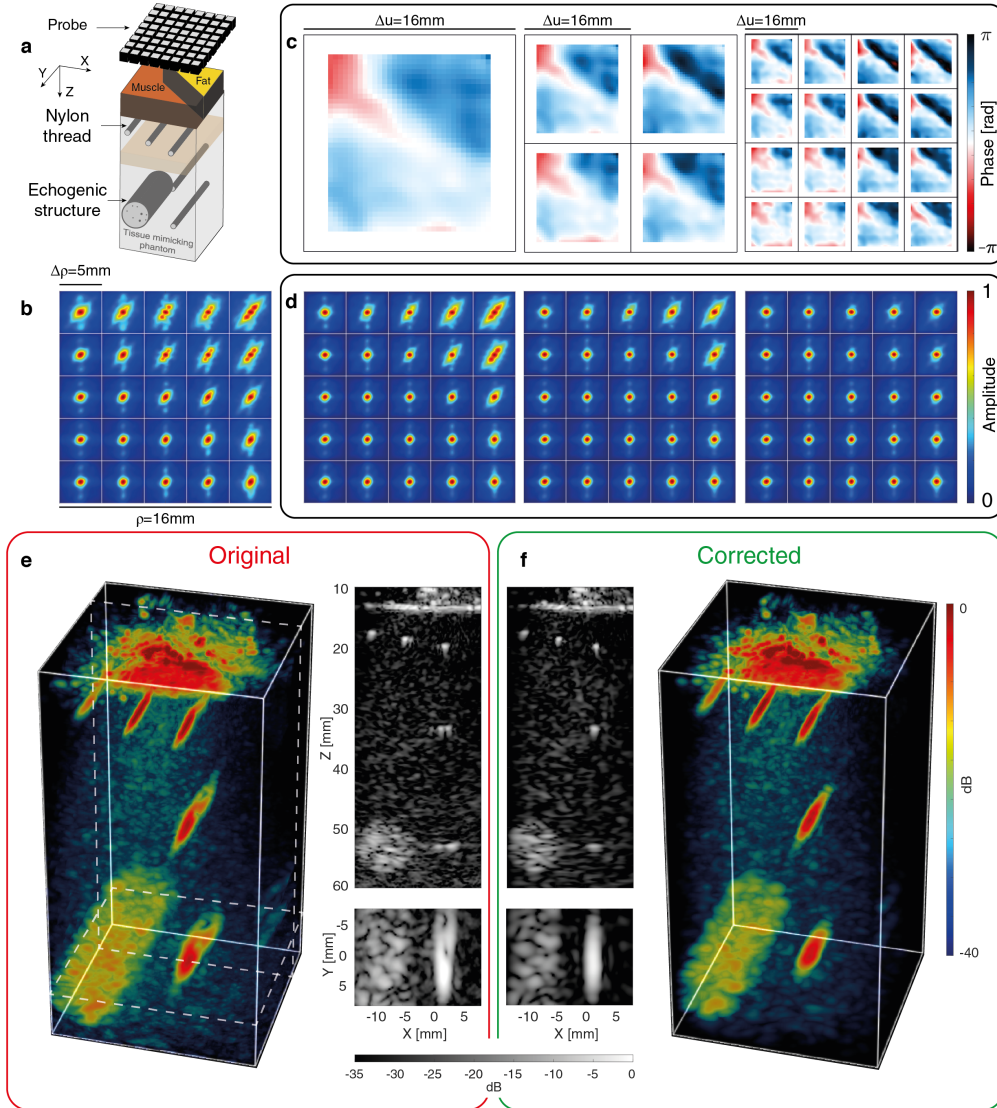 Probe
a
X
Y
Z
Muscle
Fat
Nylon
thread
Echogenic
structure
Tissue mimicking
phantom
c
Δu=16mm
Δu=16mm
Δu=16mm
π
Phase [rad]
-π
b
Δρ=5mm
ρ=16mm
d
1
Amplitude
0
e
Original
10
20
30
Z [mm]
40
50
60
-5
0
5
Y [mm]
-10
-5
0
5
X [mm]
f
Corrected
-10
-5
0
5
X [mm]
0
dB
-40
-35
-30
-25
-20
-15
-10
-5
0
dB